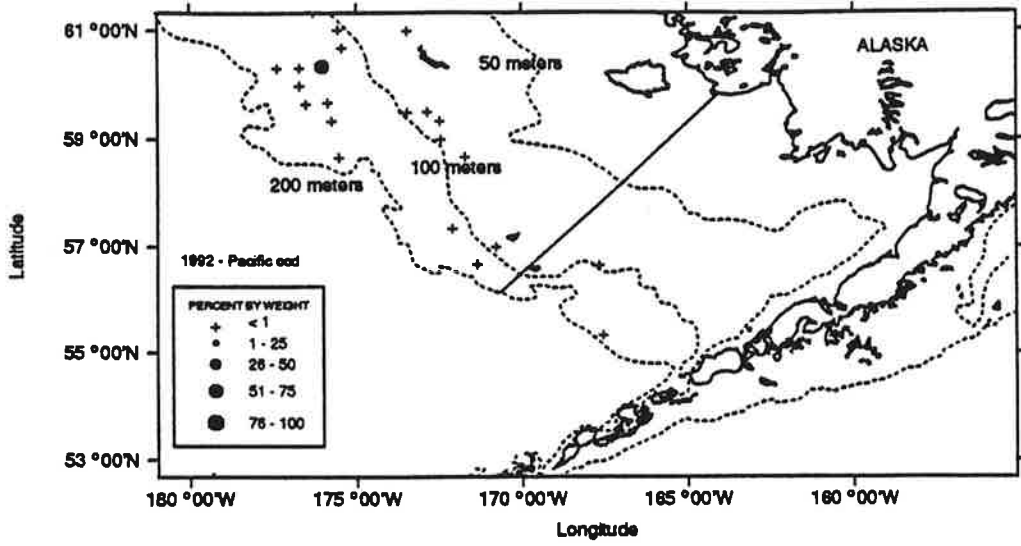 61 °00'N
59 °00'N
57 °00'N
55 °00'N
53 °00'N
Latitude
ALASKA
50 meters
100 meters
200 meters
1992 - Pacific cod
PERCENT BY WEIGHT
< 1
1 - 25
26 - 50
51 - 75
76 - 100
180 °00'W
175 °00'W
170 °00'W
165 °00'W
160 °00'W
Longitude